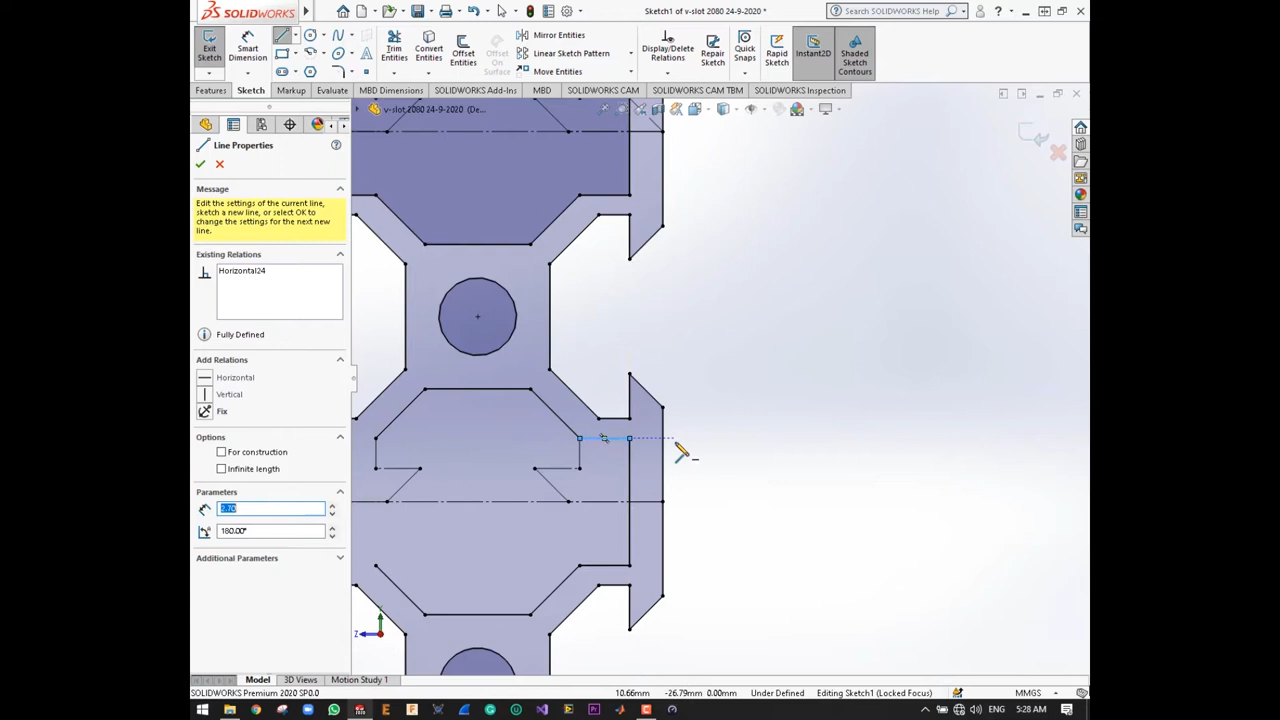 SOLIDWORKS
Sketch1 of v-slot 2080 24-9-2020 *
Search SOLIDWORKS Help
Exit Sketch
Smart Dimension
Trim Entities
Convert Entities
Offset Entities
Offset On Surface
Mirror Entities
Linear Sketch Pattern
Move Entities
Display/Delete Relations
Repair Sketch
Quick Snaps
Rapid Sketch
Instant2D
Shaded Sketch Contours
Features
Sketch
Markup
Evaluate
MBD Dimensions
SOLIDWORKS Add-Ins
MBD
SOLIDWORKS CAM
SOLIDWORKS CAM TBM
SOLIDWORKS Inspection
v-slot 2080 24-9-2020 (De...
Line Properties
Message
Edit the settings of the current line,
sketch a new line, or select OK to
change the settings for the next new
line.
Existing Relations
Horizontal24
Fully Defined
Add Relations
Horizontal
Vertical
Fix
Options
For construction
Infinite length
Parameters
2.70
180.00°
Additional Parameters
Z
Model
3D Views
Motion Study 1
SOLIDWORKS Premium 2020 SP0.0
10.66mm
-26.79mm
0.00mm
Under Defined
Editing Sketch1 (Locked Focus)
MMGS
ENG
5:28 AM